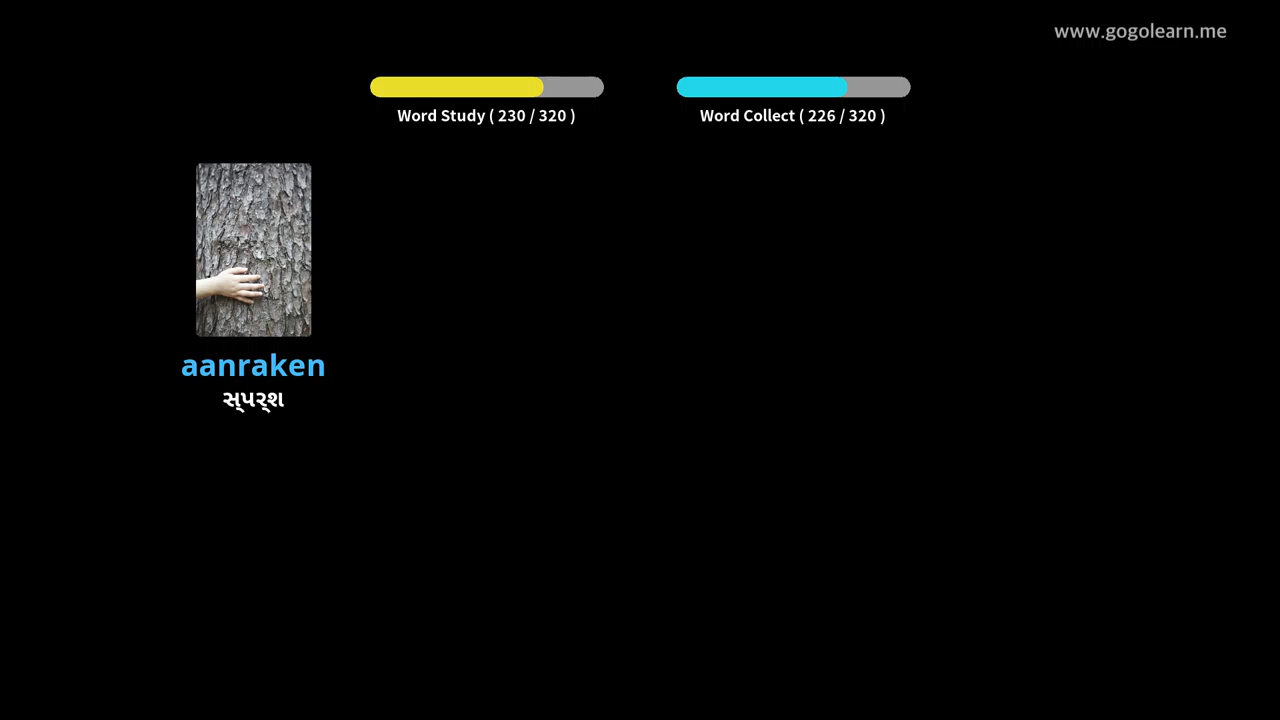 www.gogolearn.me
Word Study ( 230 / 320 )
Word Collect ( 226 / 320 )
aanraken
સ્પર્શ